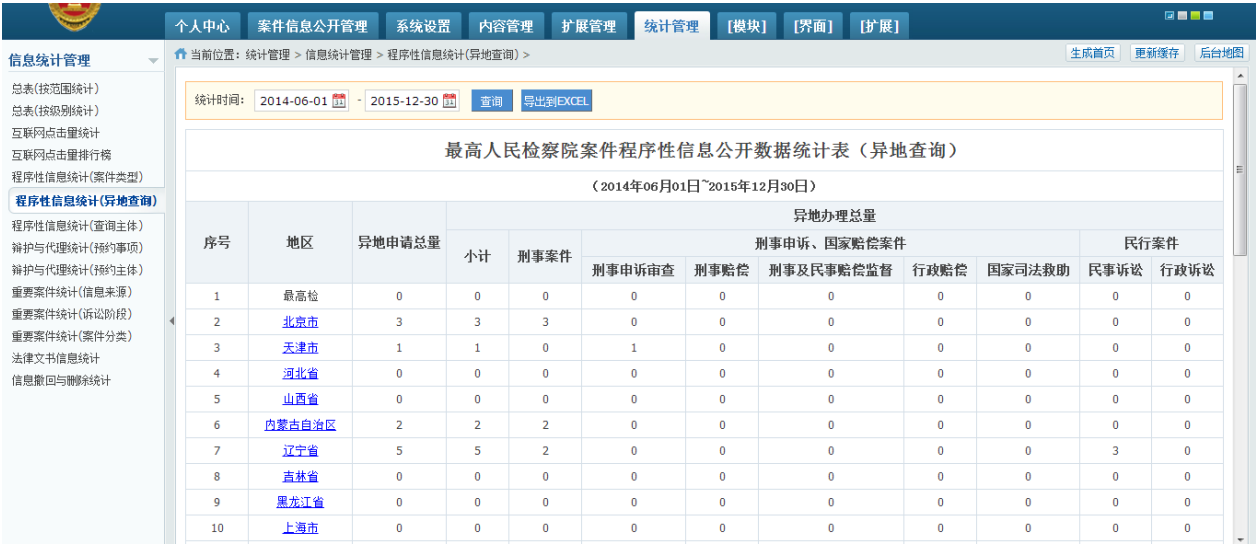 个人中心 案件信息公开管理 系统设置 内容管理 扩展管理 统计管理 [模块] [界面] [扩展]
信息统计管理
当前位置：统计管理 > 信息统计管理 > 程序性信息统计(异地查询) >
生成首页 更新缓存 后台地图
总表(按范围统计)
总表(按级别统计)
互联网点击量统计
互联网点击量排行榜
程序性信息统计(案件类型)
程序性信息统计(异地查询)
程序性信息统计(查询主体)
辩护与代理统计(预约事项)
辩护与代理统计(预约主体)
重要案件统计(信息来源)
重要案件统计(诉讼阶段)
重要案件统计(案件分类)
法律文书信息统计
信息撤回与删除统计
统计时间： 2014-06-01 - 2015-12-30 查询 导出到EXCEL
最高人民检察院案件程序性信息公开数据统计表（异地查询）
（2014年06月01日~2015年12月30日）
序号 地区 异地申请总量 异地办理总量
小计 刑事案件 刑事申诉、国家赔偿案件 民行案件
刑事申诉审查 刑事赔偿 刑事及民事赔偿监督 行政赔偿 国家司法救助 民事诉讼 行政诉讼
1 最高检 0 0 0 0 0 0 0 0 0 0
2 北京市 3 3 3 0 0 0 0 0 0 0
3 天津市 1 1 0 1 0 0 0 0 0 0
4 河北省 0 0 0 0 0 0 0 0 0 0
5 山西省 0 0 0 0 0 0 0 0 0 0
6 内蒙古自治区 2 2 2 0 0 0 0 0 0 0
7 辽宁省 5 5 2 0 0 0 0 0 3 0
8 吉林省 0 0 0 0 0 0 0 0 0 0
9 黑龙江省 0 0 0 0 0 0 0 0 0 0
10 上海市 0 0 0 0 0 0 0 0 0 0